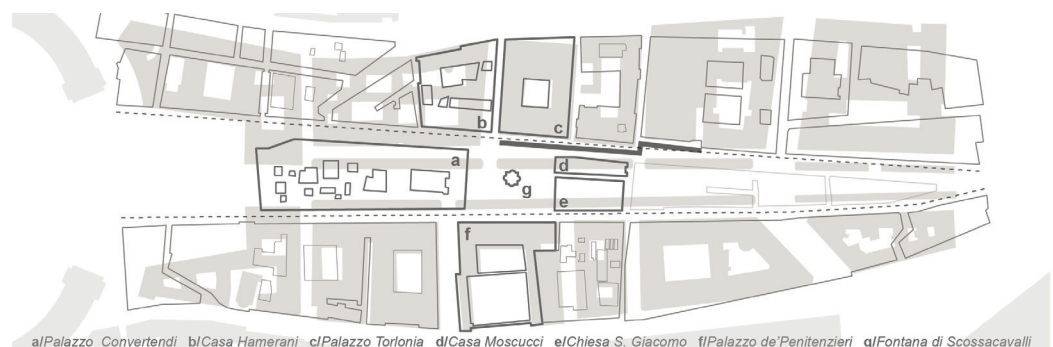 b
c
a
d
g
e
f
a/Palazzo Convertendi b/Casa Hamerani c/Palazzo Torlonia d/Casa Moscucci e/Chiesa S. Giacomo f/Palazzo de'Penitenzieri g/Fontana di Scossacavalli